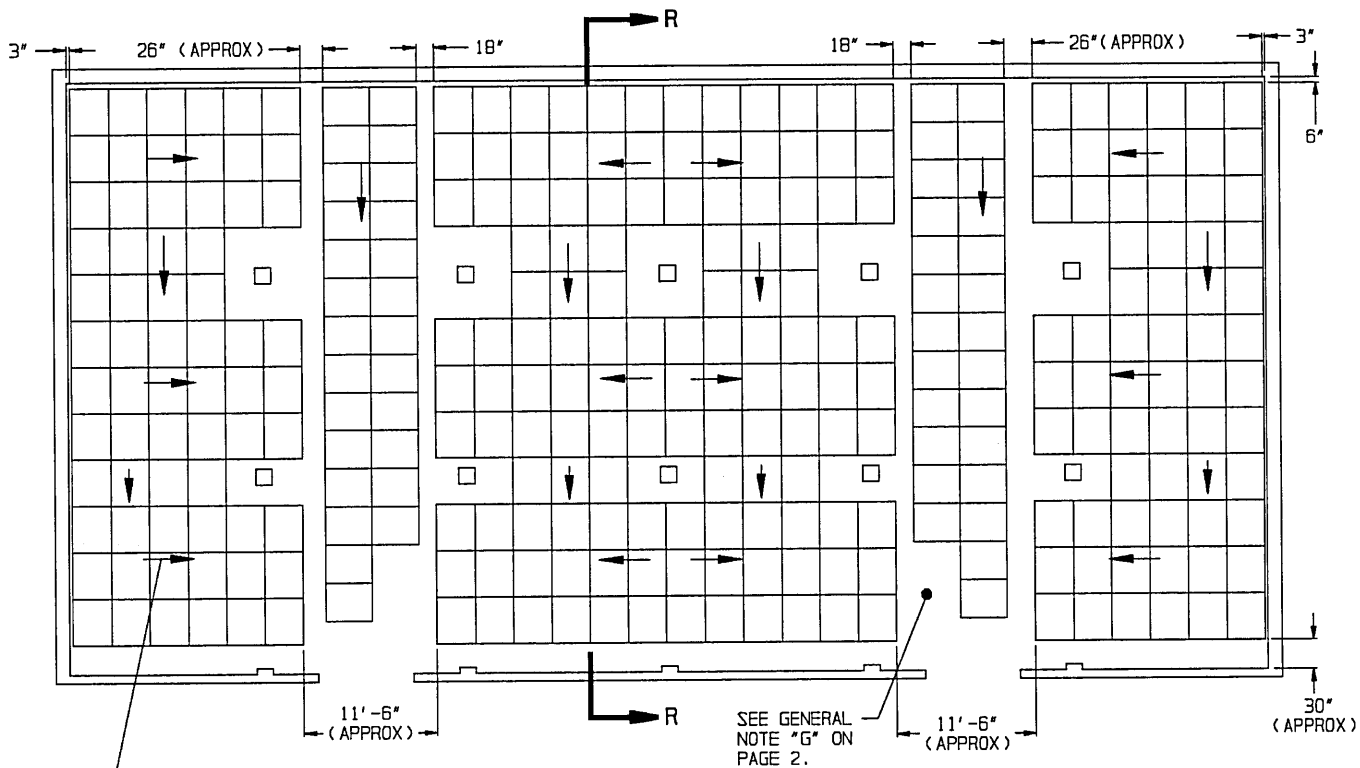 R
3" 26" (APPROX) 18" 18" 26" (APPROX) 3"
6"
R
11'-6"
(APPROX)
SEE GENERAL
NOTE "G" ON
PAGE 2.
11'-6"
(APPROX)
30"
(APPROX)